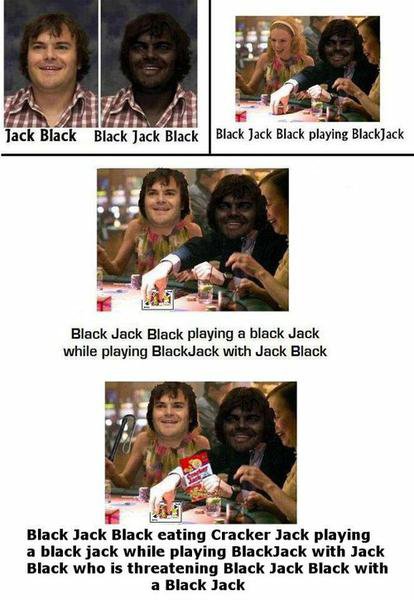 Jack Black
Black Jack Black
Black Jack Black playing BlackJack
Black Jack Black playing a black Jack
while playing BlackJack with Jack Black
Cracker
Jack
Black Jack Black eating Cracker Jack playing
a black jack while playing BlackJack with Jack
Black who is threatening Black Jack Black with
a Black Jack